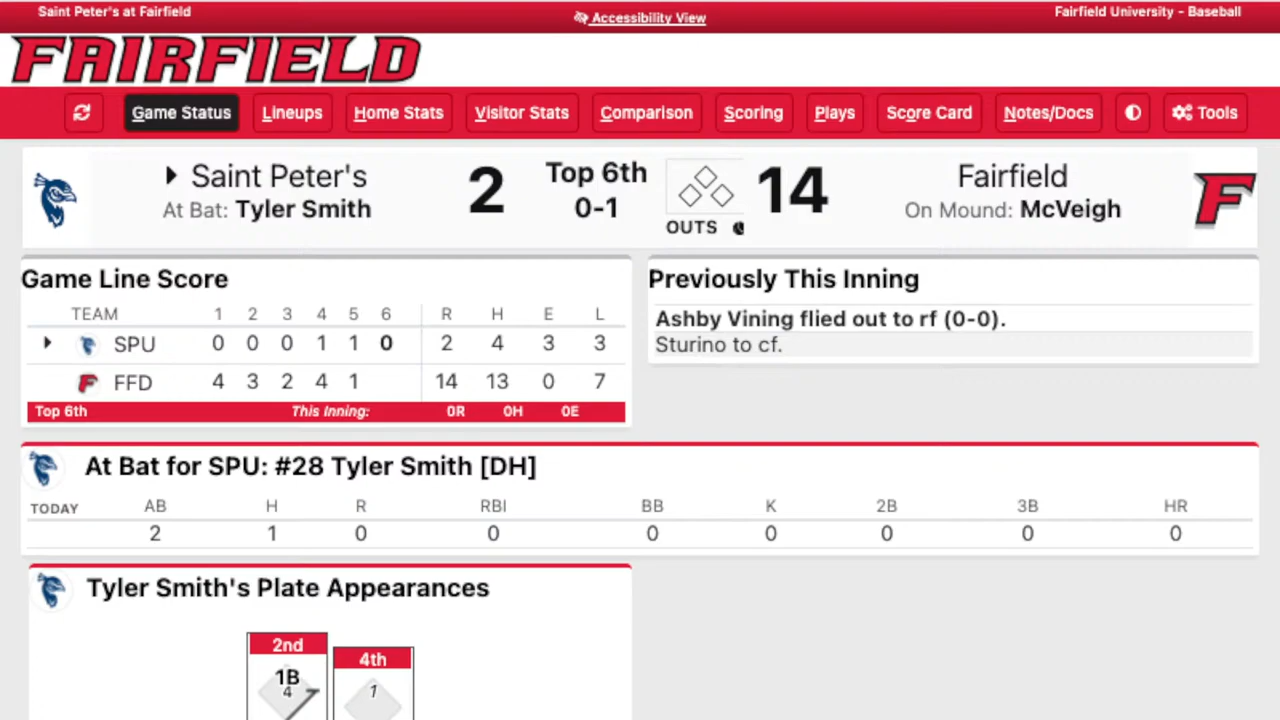 Saint Peter's at Fairfield
Accessibility View
Fairfield University - Baseball
FAIRFIELD
Game Status Lineups Home Stats Visitor Stats Comparison Scoring Plays Score Card Notes/Docs Tools
Saint Peter's 2 Top 6th 14 Fairfield F
At Bat: Tyler Smith 0-1 On Mound: McVeigh
OUTS
Game Line Score
TEAM 1 2 3 4 5 6 R H E L
SPU 0 0 0 1 1 0 2 4 3 3
F FFD 4 3 2 4 1 14 13 0 7
Top 6th This Inning: 0R 0H 0E
Previously This Inning
Ashby Vining flied out to rf (0-0).
Sturino to cf.
At Bat for SPU: #28 Tyler Smith [DH]
TODAY AB H R RBI BB K 2B 3B HR
2 1 0 0 0 0 0 0 0
Tyler Smith's Plate Appearances
2nd
1B
4
4th
1